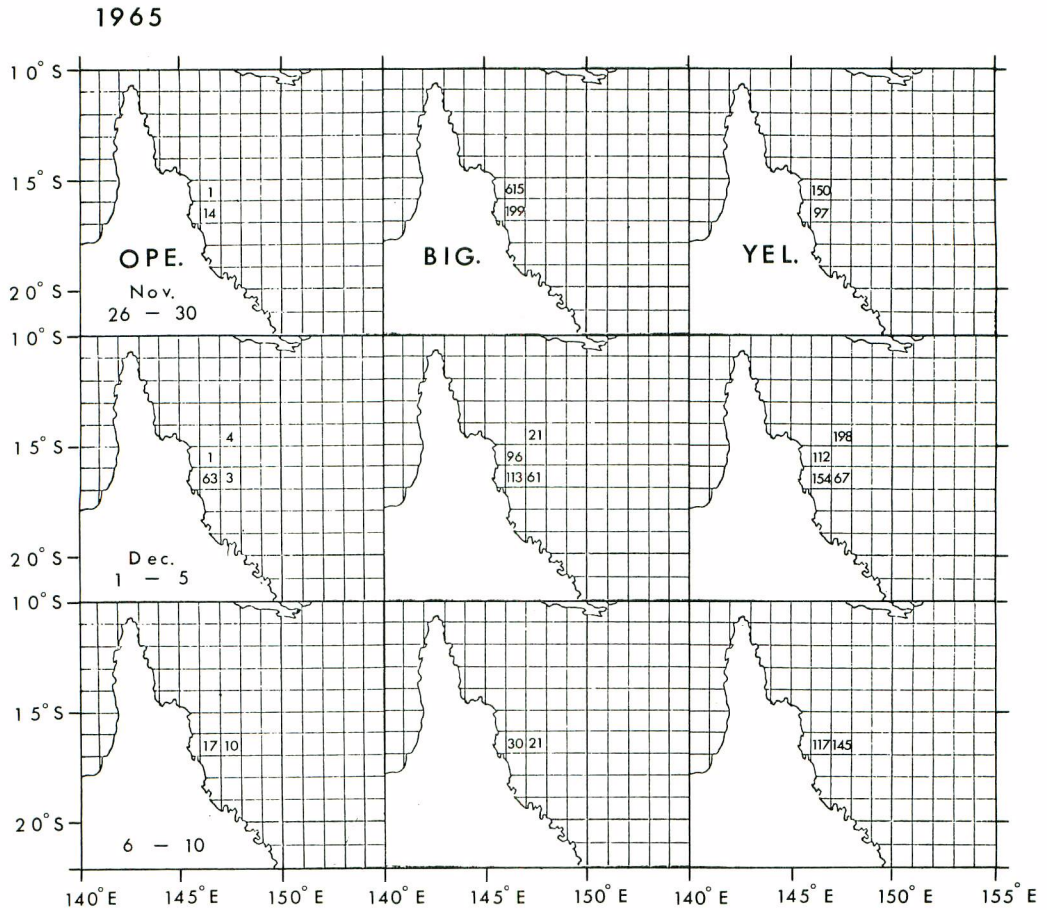 1965
10° S
1 615 150
15° S
14 199 97
OPE. BIG. YEL.
Nov.
20° S
26 — 30
10° S
4 21 198
15° S
1 96 112
63 3 113 61 154 67
Dec.
20° S
1 — 5
10° S
15° S
17 10 30 21 117 145
20° S
6 — 10
140° E 145° E 150° E 140° E 145° E 150° E 140° E 145° E 150° E 155° E